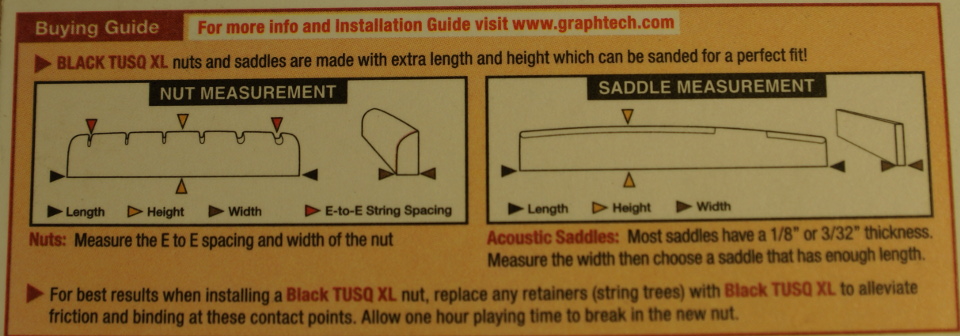 Buying Guide
For more info and Installation Guide visit www.graphtech.com
BLACK TUSQ XL nuts and saddles are made with extra length and height which can be sanded for a perfect fit!
NUT MEASUREMENT
Length Height Width E-to-E String Spacing
Nuts: Measure the E to E spacing and width of the nut
SADDLE MEASUREMENT
Length Height Width
Acoustic Saddles: Most saddles have a 1/8" or 3/32" thickness.
Measure the width then choose a saddle that has enough length.
For best results when installing a Black TUSQ XL nut, replace any retainers (string trees) with Black TUSQ XL to alleviate
friction and binding at these contact points. Allow one hour playing time to break in the new nut.